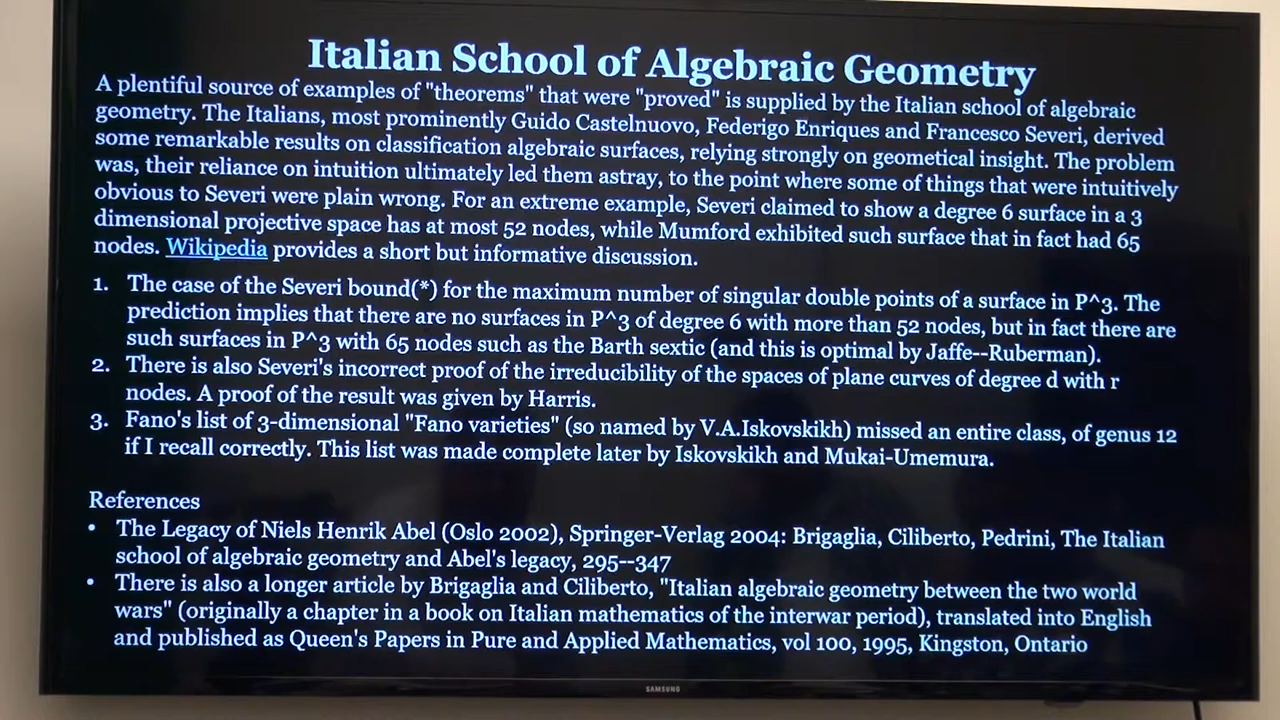 Italian School of Algebraic Geometry
A plentiful source of examples of "theorems" that were "proved" is supplied by the Italian school of algebraic
geometry. The Italians, most prominently Guido Castelnuovo, Federigo Enriques and Francesco Severi, derived
some remarkable results on classification algebraic surfaces, relying strongly on geometical insight. The problem
was, their reliance on intuition ultimately led them astray, to the point where some of things that were intuitively
obvious to Severi were plain wrong. For an extreme example, Severi claimed to show a degree 6 surface in a 3
dimensional projective space has at most 52 nodes, while Mumford exhibited such surface that in fact had 65
nodes. Wikipedia provides a short but informative discussion.
1. The case of the Severi bound(*) for the maximum number of singular double points of a surface in P^3. The
prediction implies that there are no surfaces in P^3 of degree 6 with more than 52 nodes, but in fact there are
such surfaces in P^3 with 65 nodes such as the Barth sextic (and this is optimal by Jaffe--Ruberman).
2. There is also Severi's incorrect proof of the irreducibility of the spaces of plane curves of degree d with r
nodes. A proof of the result was given by Harris.
3. Fano's list of 3-dimensional "Fano varieties" (so named by V.A.Iskovskikh) missed an entire class, of genus 12
if I recall correctly. This list was made complete later by Iskovskikh and Mukai-Umemura.
References
• The Legacy of Niels Henrik Abel (Oslo 2002), Springer-Verlag 2004: Brigaglia, Ciliberto, Pedrini, The Italian
school of algebraic geometry and Abel's legacy, 295--347
• There is also a longer article by Brigaglia and Ciliberto, "Italian algebraic geometry between the two world
wars" (originally a chapter in a book on Italian mathematics of the interwar period), translated into English
and published as Queen's Papers in Pure and Applied Mathematics, vol 100, 1995, Kingston, Ontario
SAMSUNG